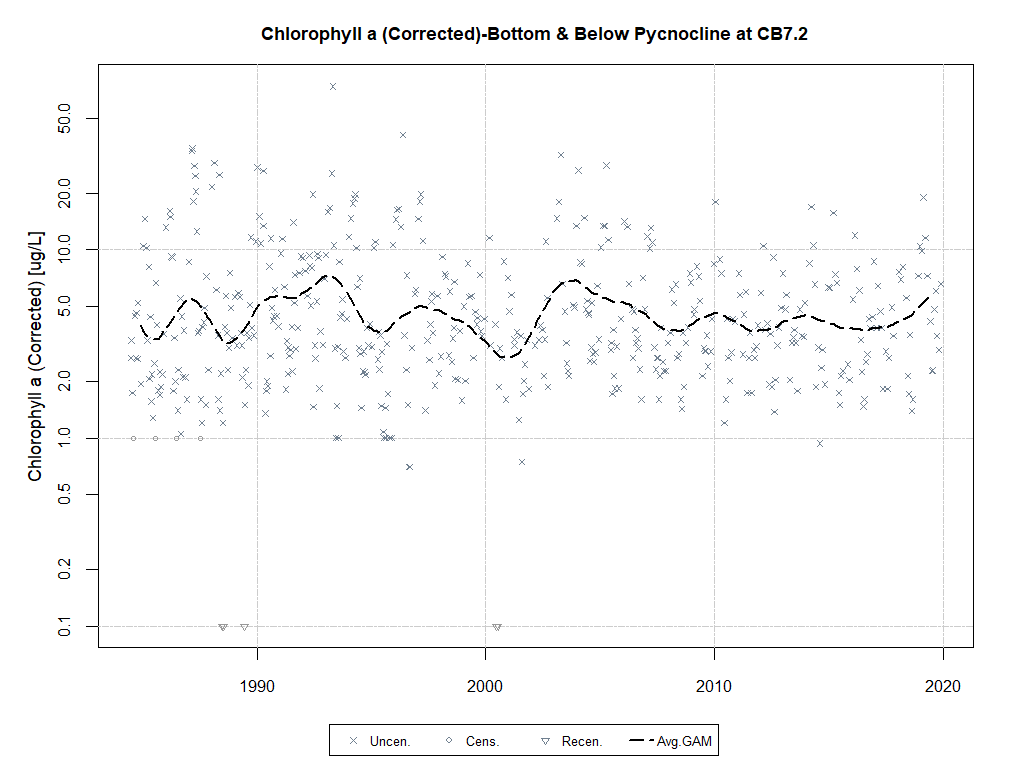 Chlorophyll a (Corrected)-Bottom & Below Pycnocline at CB7.2
Chlorophyll a (Corrected) [ug/L]
50.0
20.0
10.0
5.0
2.0
1.0
0.5
0.2
0.1
1990 2000 2010 2020
Uncen. Cens. Recen. Avg.GAM